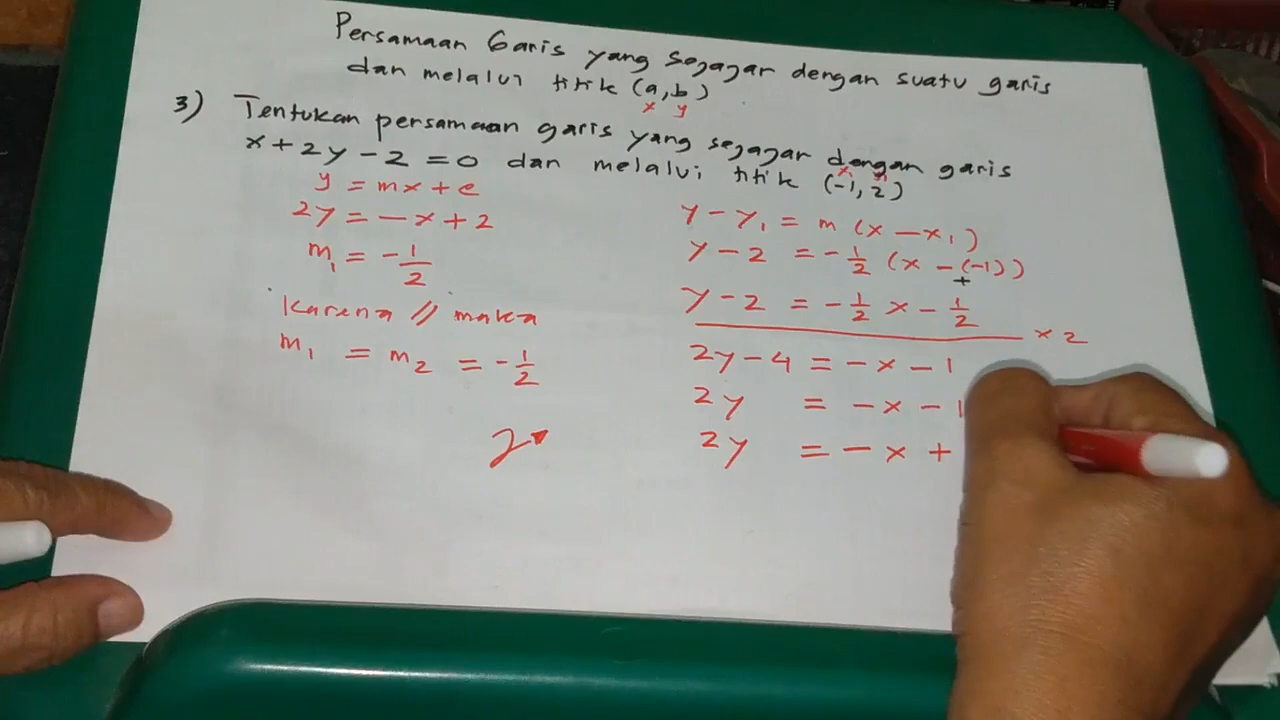 Persamaan Garis yang sejajar dengan suatu garis
dan melalui titik (a,b)
x y
3) Tentukan persamaan garis yang sejajar dengan garis
x + 2y - 2 = 0 dan melalui titik (-1, 2)
y = mx + c
2y = -x + 2
m₁ = -1/2
Karena // maka
m₁ = m₂ = -1/2
y - y₁ = m (x - x₁)
y - 2 = -1/2 (x - (-1))
+
y - 2 = -1/2 x - 1/2
x 2
2y - 4 = -x - 1
2y = -x - 1
2y = -x +